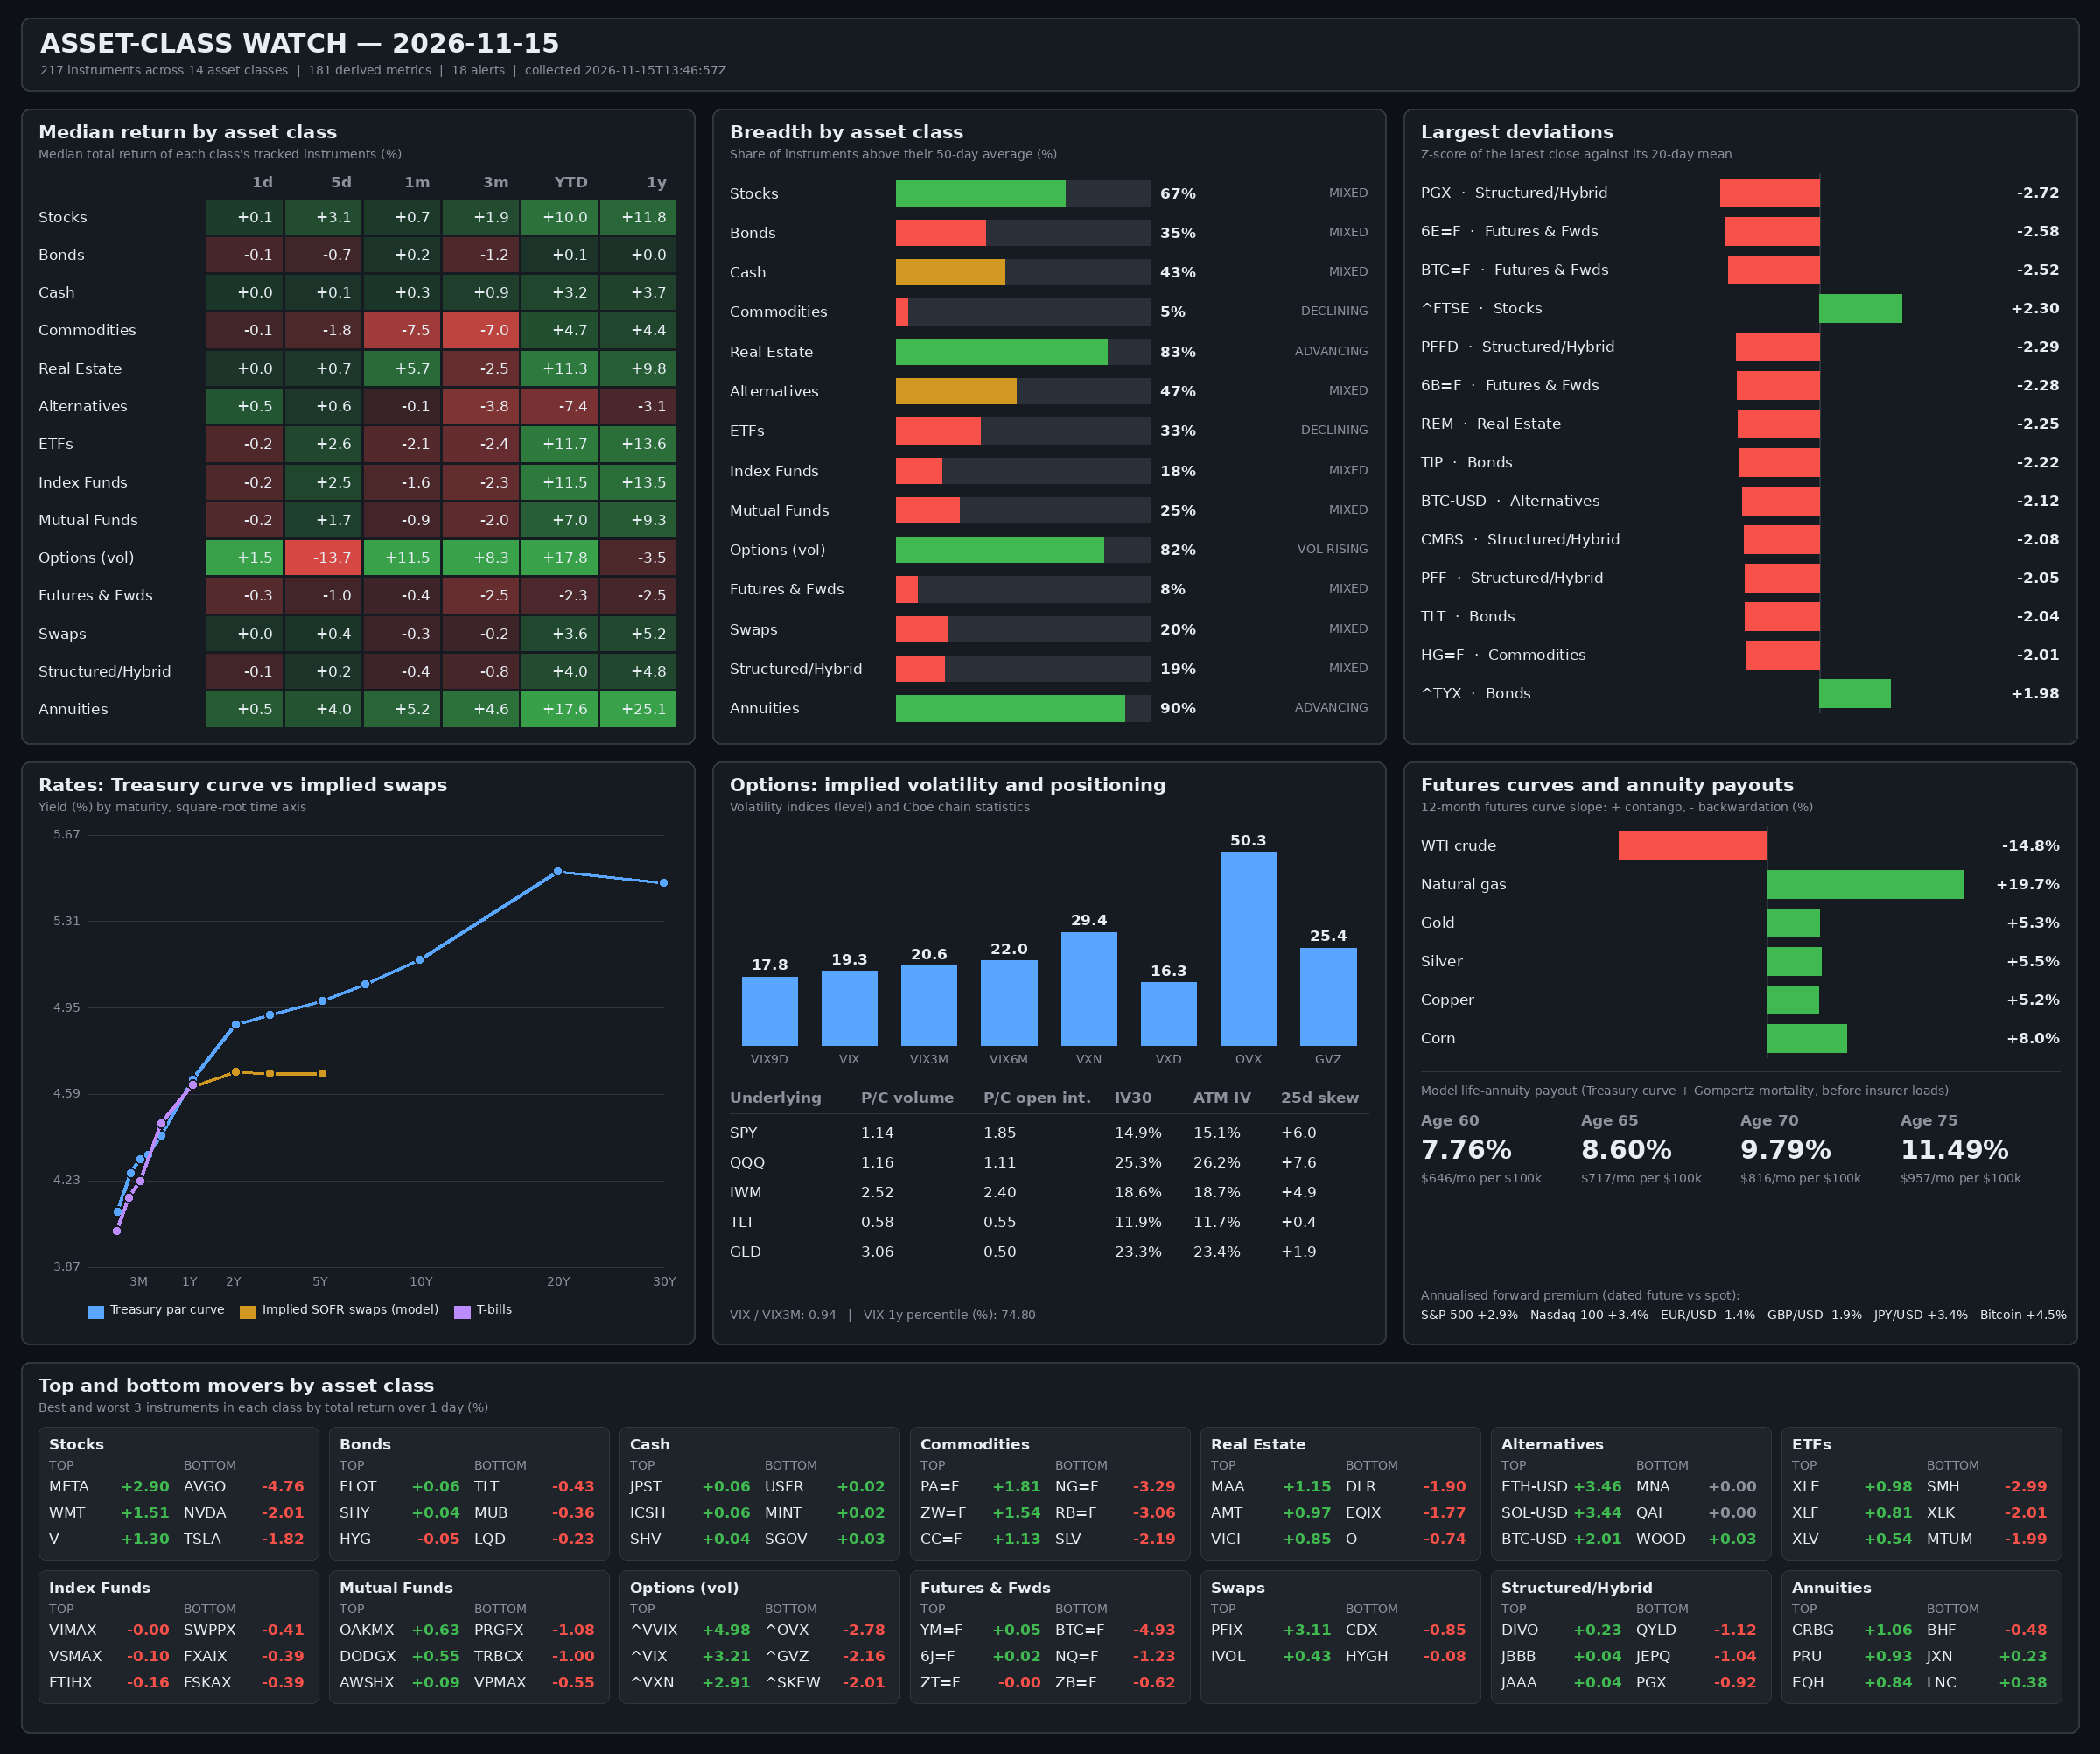 ASSET-CLASS WATCH — 2026-11-15
217 instruments across 14 asset classes | 181 derived metrics | 18 alerts | collected 2026-11-15T13:46:57Z
Median return by asset class
Median total return of each class's tracked instruments (%)
1d 5d 1m 3m YTD 1y
Stocks +0.1 +3.1 +0.7 +1.9 +10.0 +11.8
Bonds -0.1 -0.7 +0.2 -1.2 +0.1 +0.0
Cash +0.0 +0.1 +0.3 +0.9 +3.2 +3.7
Commodities -0.1 -1.8 -7.5 -7.0 +4.7 +4.4
Real Estate +0.0 +0.7 +5.7 -2.5 +11.3 +9.8
Alternatives +0.5 +0.6 -0.1 -3.8 -7.4 -3.1
ETFs -0.2 +2.6 -2.1 -2.4 +11.7 +13.6
Index Funds -0.2 +2.5 -1.6 -2.3 +11.5 +13.5
Mutual Funds -0.2 +1.7 -0.9 -2.0 +7.0 +9.3
Options (vol) +1.5 -13.7 +11.5 +8.3 +17.8 -3.5
Futures & Fwds -0.3 -1.0 -0.4 -2.5 -2.3 -2.5
Swaps +0.0 +0.4 -0.3 -0.2 +3.6 +5.2
Structured/Hybrid -0.1 +0.2 -0.4 -0.8 +4.0 +4.8
Annuities +0.5 +4.0 +5.2 +4.6 +17.6 +25.1
Breadth by asset class
Share of instruments above their 50-day average (%)
Stocks 67% MIXED
Bonds 35% MIXED
Cash 43% MIXED
Commodities 5% DECLINING
Real Estate 83% ADVANCING
Alternatives 47% MIXED
ETFs 33% DECLINING
Index Funds 18% MIXED
Mutual Funds 25% MIXED
Options (vol) 82% VOL RISING
Futures & Fwds 8% MIXED
Swaps 20% MIXED
Structured/Hybrid 19% MIXED
Annuities 90% ADVANCING
Largest deviations
Z-score of the latest close against its 20-day mean
PGX · Structured/Hybrid -2.72
6E=F · Futures & Fwds -2.58
BTC=F · Futures & Fwds -2.52
^FTSE · Stocks +2.30
PFFD · Structured/Hybrid -2.29
6B=F · Futures & Fwds -2.28
REM · Real Estate -2.25
TIP · Bonds -2.22
BTC-USD · Alternatives -2.12
CMBS · Structured/Hybrid -2.08
PFF · Structured/Hybrid -2.05
TLT · Bonds -2.04
HG=F · Commodities -2.01
^TYX · Bonds +1.98
Rates: Treasury curve vs implied swaps
Yield (%) by maturity, square-root time axis
5.67
5.31
4.95
4.59
4.23
3.87
3M 1Y 2Y 5Y 10Y 20Y 30Y
Treasury par curve Implied SOFR swaps (model) T-bills
Options: implied volatility and positioning
Volatility indices (level) and Cboe chain statistics
17.8 19.3 20.6 22.0 29.4 16.3 50.3 25.4
VIX9D VIX VIX3M VIX6M VXN VXD OVX GVZ
Underlying P/C volume P/C open int. IV30 ATM IV 25d skew
SPY 1.14 1.85 14.9% 15.1% +6.0
QQQ 1.16 1.11 25.3% 26.2% +7.6
IWM 2.52 2.40 18.6% 18.7% +4.9
TLT 0.58 0.55 11.9% 11.7% +0.4
GLD 3.06 0.50 23.3% 23.4% +1.9
VIX / VIX3M: 0.94 | VIX 1y percentile (%): 74.80
Futures curves and annuity payouts
12-month futures curve slope: + contango, - backwardation (%)
WTI crude -14.8%
Natural gas +19.7%
Gold +5.3%
Silver +5.5%
Copper +5.2%
Corn +8.0%
Model life-annuity payout (Treasury curve + Gompertz mortality, before insurer loads)
Age 60 Age 65 Age 70 Age 75
7.76% 8.60% 9.79% 11.49%
$646/mo per $100k $717/mo per $100k $816/mo per $100k $957/mo per $100k
Annualised forward premium (dated future vs spot):
S&P 500 +2.9% Nasdaq-100 +3.4% EUR/USD -1.4% GBP/USD -1.9% JPY/USD +3.4% Bitcoin +4.5%
Top and bottom movers by asset class
Best and worst 3 instruments in each class by total return over 1 day (%)
Stocks
TOP BOTTOM
META +2.90 AVGO -4.76
WMT +1.51 NVDA -2.01
V +1.30 TSLA -1.82
Bonds
TOP BOTTOM
FLOT +0.06 TLT -0.43
SHY +0.04 MUB -0.36
HYG -0.05 LQD -0.23
Cash
TOP BOTTOM
JPST +0.06 USFR +0.02
ICSH +0.06 MINT +0.02
SHV +0.04 SGOV +0.03
Commodities
TOP BOTTOM
PA=F +1.81 NG=F -3.29
ZW=F +1.54 RB=F -3.06
CC=F +1.13 SLV -2.19
Real Estate
TOP BOTTOM
MAA +1.15 DLR -1.90
AMT +0.97 EQIX -1.77
VICI +0.85 O -0.74
Alternatives
TOP BOTTOM
ETH-USD +3.46 MNA +0.00
SOL-USD +3.44 QAI +0.00
BTC-USD +2.01 WOOD +0.03
ETFs
TOP BOTTOM
XLE +0.98 SMH -2.99
XLF +0.81 XLK -2.01
XLV +0.54 MTUM -1.99
Index Funds
TOP BOTTOM
VIMAX -0.00 SWPPX -0.41
VSMAX -0.10 FXAIX -0.39
FTIHX -0.16 FSKAX -0.39
Mutual Funds
TOP BOTTOM
OAKMX +0.63 PRGFX -1.08
DODGX +0.55 TRBCX -1.00
AWSHX +0.09 VPMAX -0.55
Options (vol)
TOP BOTTOM
^VVIX +4.98 ^OVX -2.78
^VIX +3.21 ^GVZ -2.16
^VXN +2.91 ^SKEW -2.01
Futures & Fwds
TOP BOTTOM
YM=F +0.05 BTC=F -4.93
6J=F +0.02 NQ=F -1.23
ZT=F -0.00 ZB=F -0.62
Swaps
TOP BOTTOM
PFIX +3.11 CDX -0.85
IVOL +0.43 HYGH -0.08
Structured/Hybrid
TOP BOTTOM
DIVO +0.23 QYLD -1.12
JBBB +0.04 JEPQ -1.04
JAAA +0.04 PGX -0.92
Annuities
TOP BOTTOM
CRBG +1.06 BHF -0.48
PRU +0.93 JXN +0.23
EQH +0.84 LNC +0.38